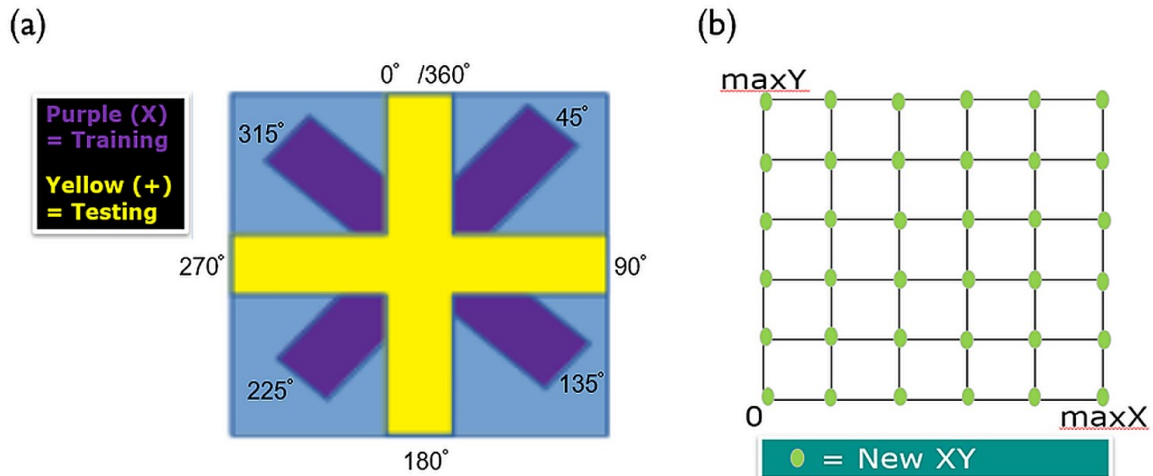 (a)
0° /360°
Purple (X)
= Training
Yellow (+)
= Testing
315°
45°
270°
90°
225°
135°
180°
(b)
maxY
0
maxX
= New XY